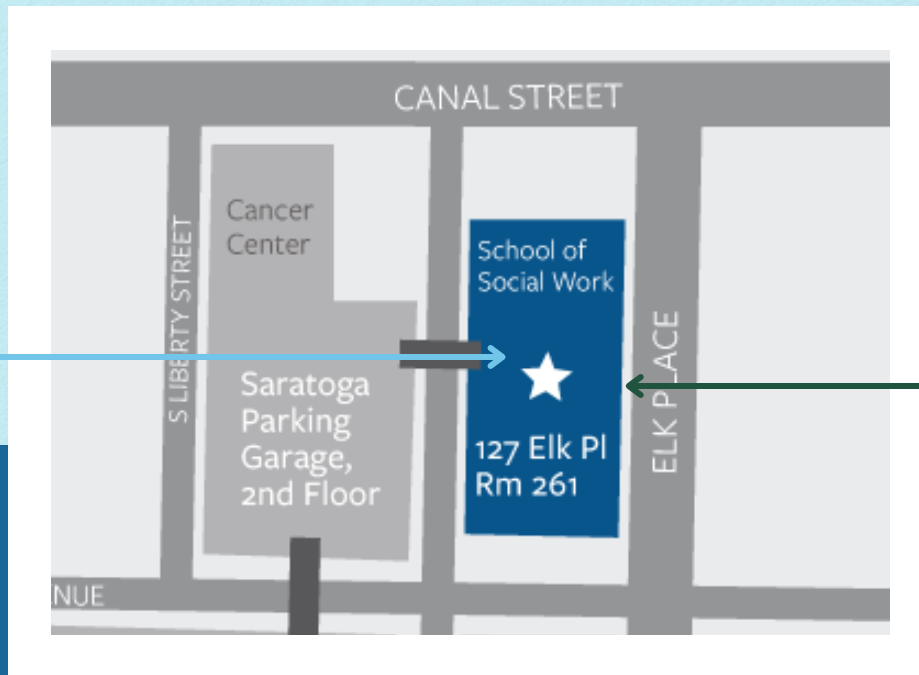 CANAL STREET
Cancer
Center
S LIBERTY STREET
School of
Social Work
ELK PLACE
Saratoga
Parking
Garage,
2nd Floor
127 Elk Pl
Rm 261
NUE